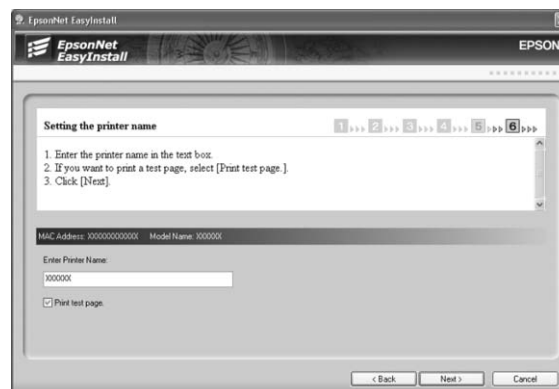 EpsonNet EasyInstall
EpsonNet
EasyInstall
EPSON
Setting the printer name
1 2 3 4 5 6
1. Enter the printer name in the text box.
2. If you want to print a test page, select [Print test page.].
3. Click [Next].
MAC Address: XXXXXXXXXXXX Model Name: XXXXXX
Enter Printer Name:
XXXXXX
Print test page.
< Back Next > Cancel